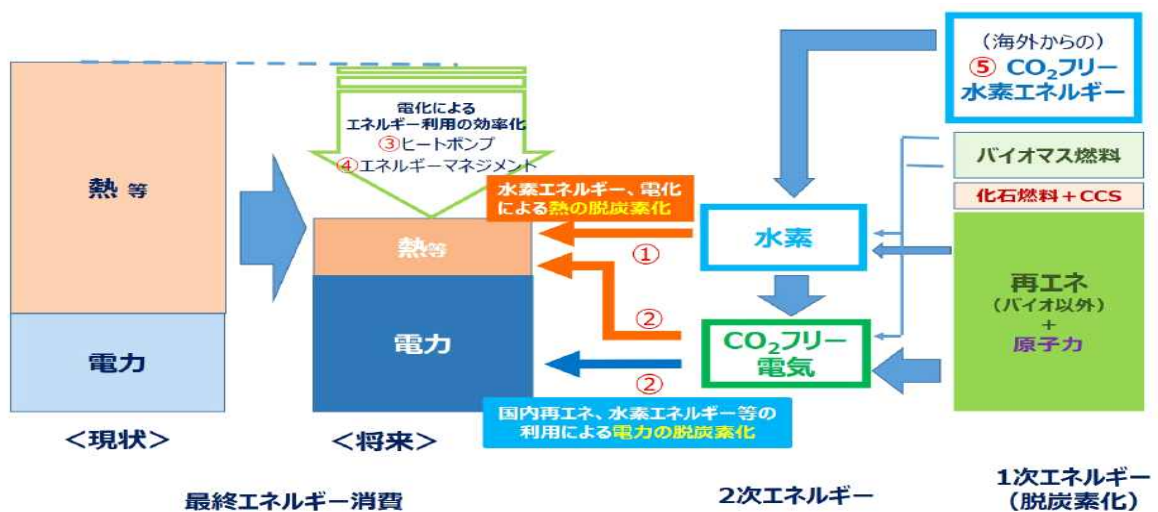 熱 等
電力
<現状>
電化による
エネルギー利用の効率化
③ヒートポンプ
④エネルギーマネジメント
熱等
電力
<将来>
最終エネルギー消費
水素エネルギー、電化
による熱の脱炭素化
①
②
②
国内再エネ、水素エネルギー等の
利用による電力の脱炭素化
水素
CO₂フリー
電気
2次エネルギー
(海外からの)
⑤ CO₂フリー
水素エネルギー
バイオマス燃料
化石燃料+CCS
再エネ
(バイオ以外)
+
原子力
1次エネルギー
(脱炭素化)